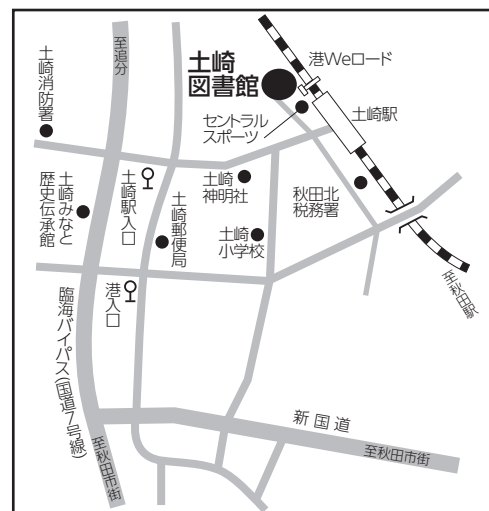 至追分
土崎消防署
土崎
図書館
港Weロード
土崎駅
セントラル
スポーツ
土崎みなと
歴史伝承館
土崎駅入口
土崎
神明社
秋田北
税務署
土崎郵便局
土崎
小学校
港入口
至秋田駅
臨海バイパス(国道7号線)
新国道
至秋田市街
至秋田市街